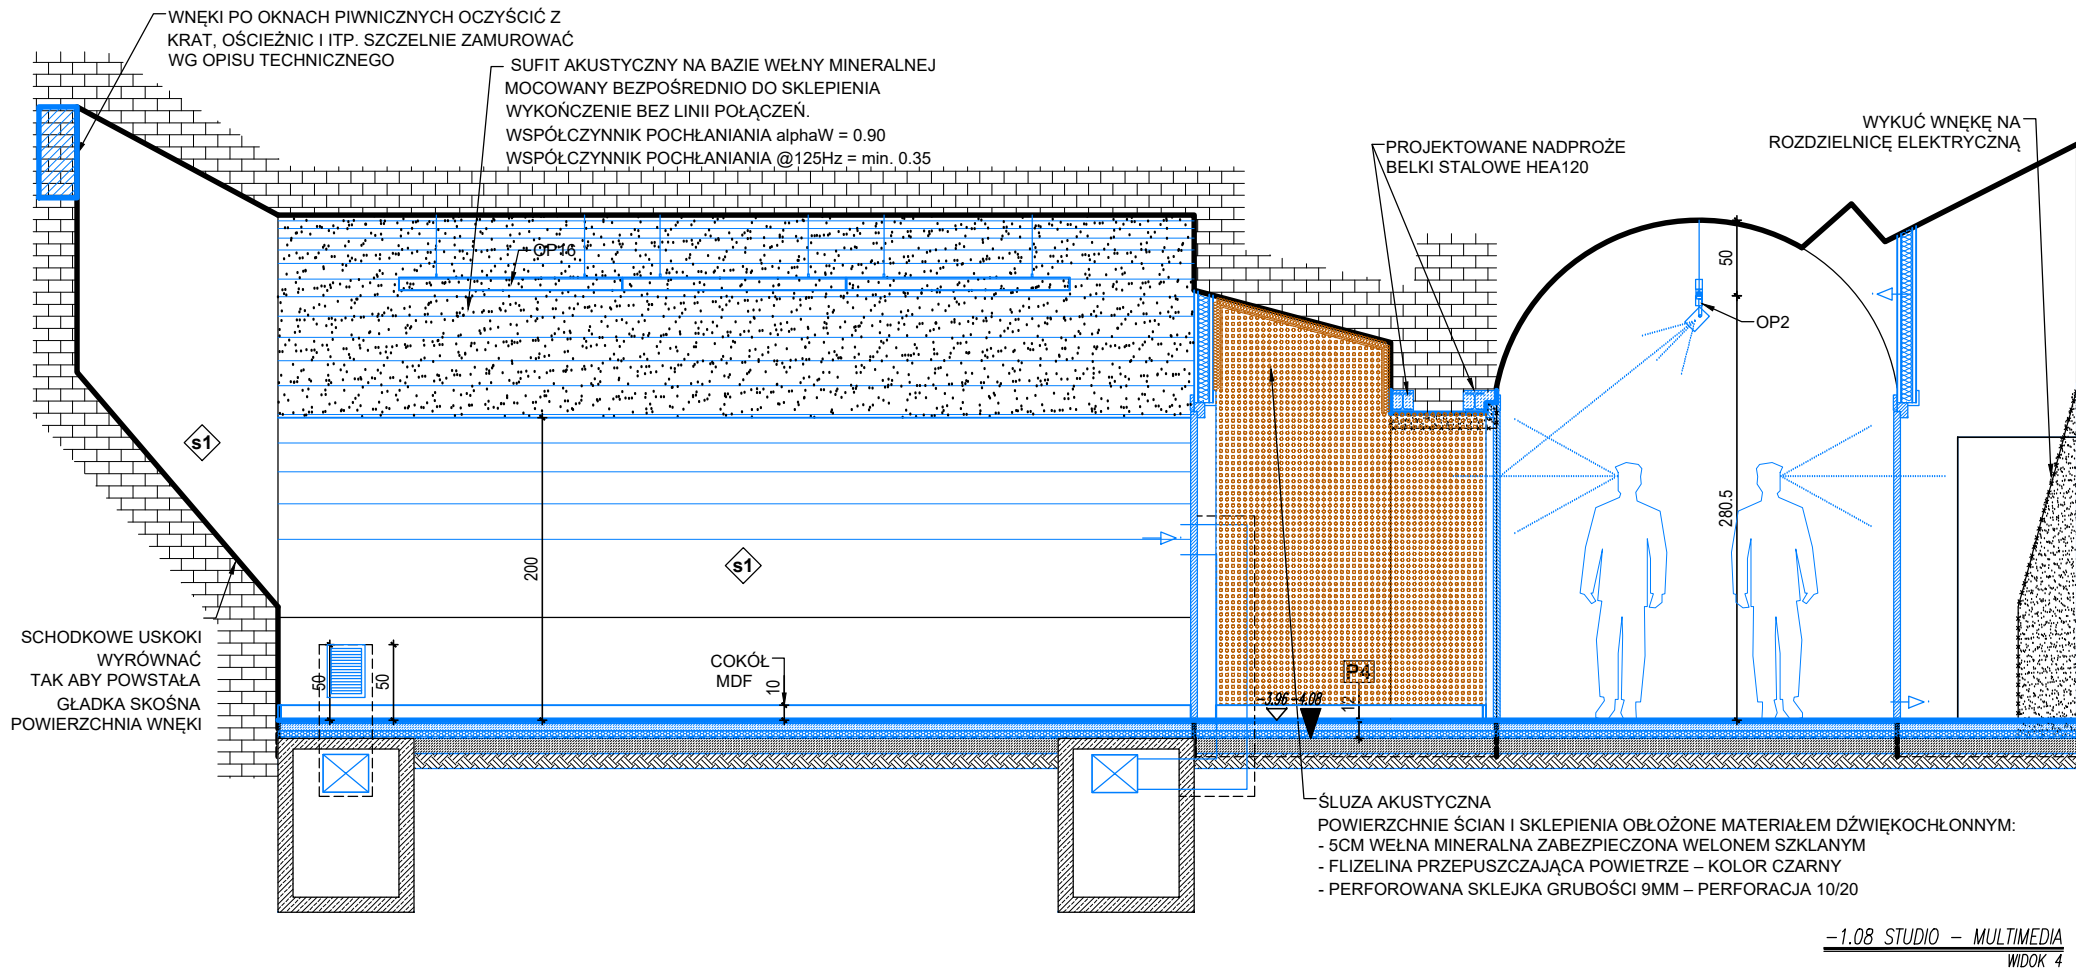 WNĘKI PO OKNACH PIWNICZNYCH OCZYŚCIĆ Z
KRAT, OŚCIEŻNIC I ITP. SZCZELNIE ZAMUROWAĆ
WG OPISU TECHNICZNEGO
SUFIT AKUSTYCZNY NA BAZIE WEŁNY MINERALNEJ
MOCOWANY BEZPOŚREDNIO DO SKLEPIENIA
WYKOŃCZENIE BEZ LINII POŁĄCZEŃ.
WSPÓŁCZYNNIK POCHŁANIANIA alphaW = 0.90
WSPÓŁCZYNNIK POCHŁANIANIA @125Hz = min. 0.35
PROJEKTOWANE NADPROŻE
BELKI STALOWE HEA120
WYKUĆ WNĘKĘ NA
ROZDZIELNICĘ ELEKTRYCZNĄ
OP16
50
OP2
s1
280.5
200
s1
SCHODKOWE USKOKI
WYRÓWNAĆ
TAK ABY POWSTAŁA
GŁADKA SKOŚNA
POWIERZCHNIA WNĘKI
50
50
COKÓŁ
MDF
10
P4
-3.96
-4.08
12
ŚLUZA AKUSTYCZNA
POWIERZCHNIE ŚCIAN I SKLEPIENIA OBŁOŻONE MATERIAŁEM DŹWIĘKOCHŁONNYM:
- 5CM WEŁNA MINERALNA ZABEZPIECZONA WELONEM SZKLANYM
- FLIZELINA PRZEPUSZCZAJĄCA POWIETRZE – KOLOR CZARNY
- PERFOROWANA SKLEJKA GRUBOŚCI 9MM – PERFORACJA 10/20
-1.08 STUDIO - MULTIMEDIA
WIDOK 4